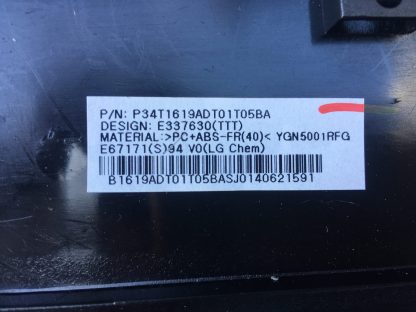 P/N: P34T1619ADT01T05BA
DESIGN: E337630(TTT)
MATERIAL:>PC+ABS-FR(40)< YGN5001RFG
E67171(S)94 V0(LG Chem)
B1619ADT01T05BASJ0140621591